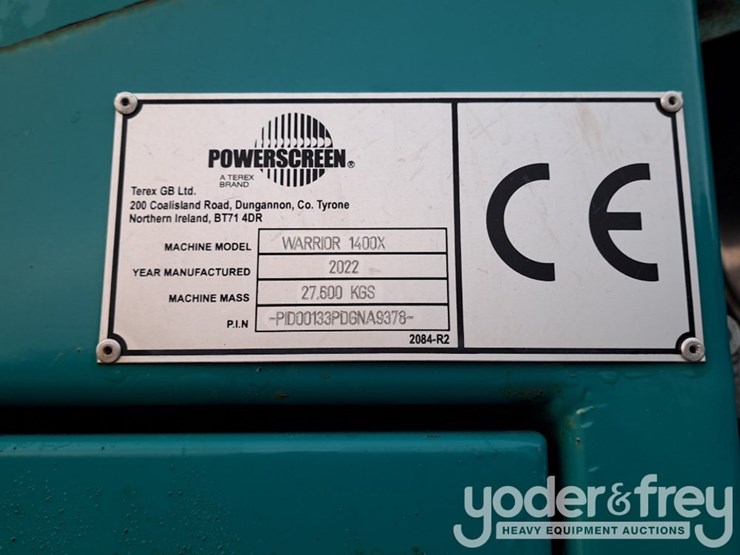 POWERSCREEN®
A TEREX
BRAND
Terex GB Ltd.
200 Coalisland Road, Dungannon, Co. Tyrone
Northern Ireland, BT71 4DR
MACHINE MODEL WARRIOR 1400X
YEAR MANUFACTURED 2022
MACHINE MASS 27.600 KGS
P.I.N -PID00133PDGNA9378-
2084-R2
CE
yoder&frey
HEAVY EQUIPMENT AUCTIONS